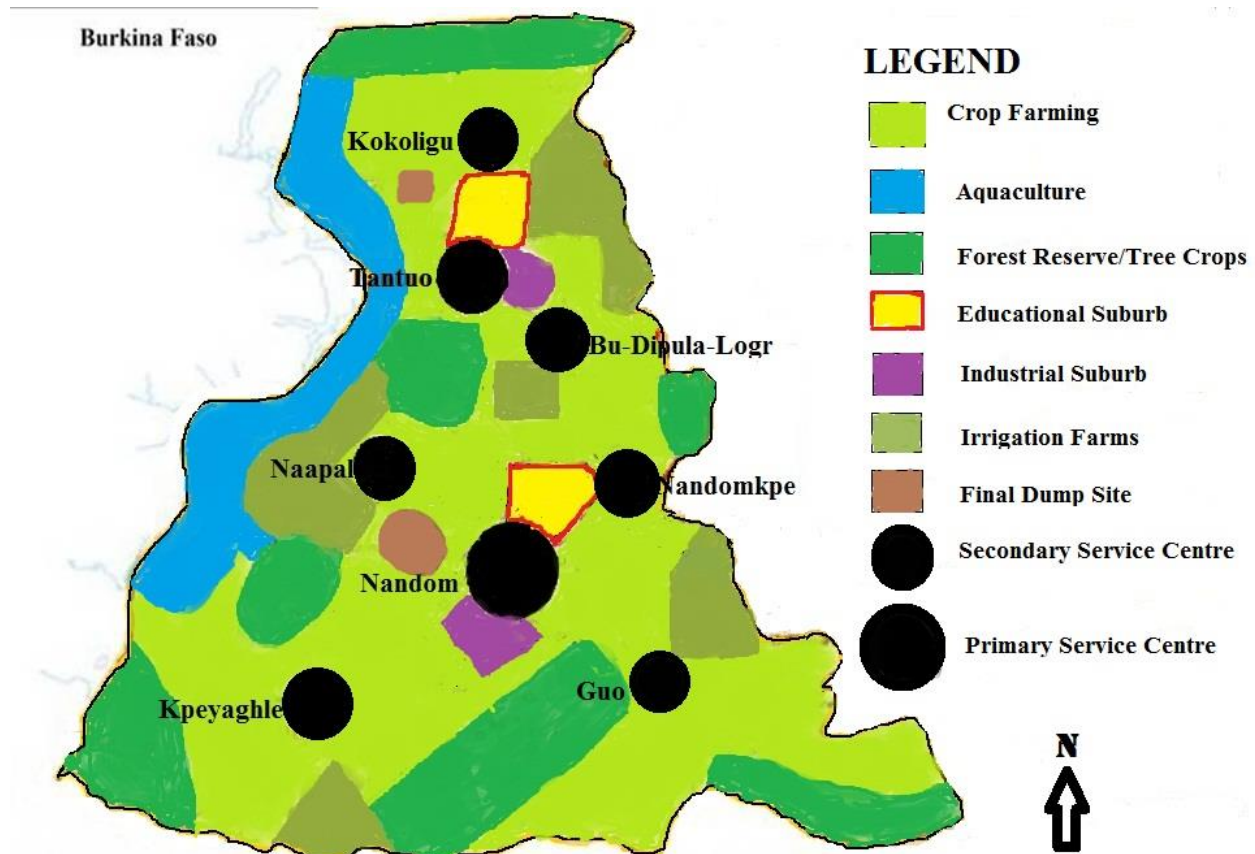 Burkina Faso
LEGEND
Crop Farming
Kokoligu
Aquaculture
Forest Reserve/Tree Crops
Tantuo
Educational Suburb
Bu-Dipula-Logr
Industrial Suburb
Irrigation Farms
Naapal
Nandomkpe
Final Dump Site
Secondary Service Centre
Nandom
Primary Service Centre
Guo
Kpeyaghle
N